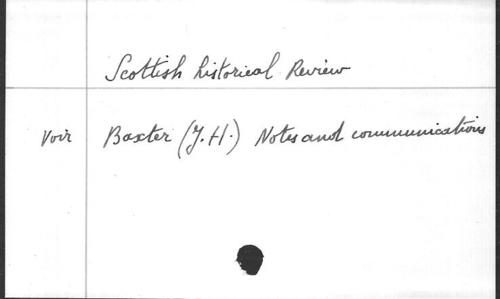 Scottish historical Review
Voir Baxter (J.H.) Notes and communications